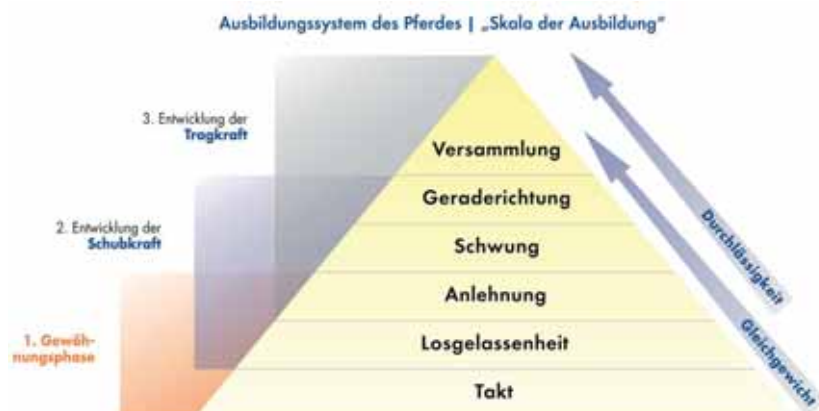 Ausbildungssystem des Pferdes | „Skala der Ausbildung“
3. Entwicklung der
Tragkraft
2. Entwicklung der
Schubkraft
1. Gewöh-
nungsphase
Versammlung
Geraderichtung
Schwung
Anlehnung
Losgelassenheit
Takt
Durchlässigkeit
Gleichgewicht